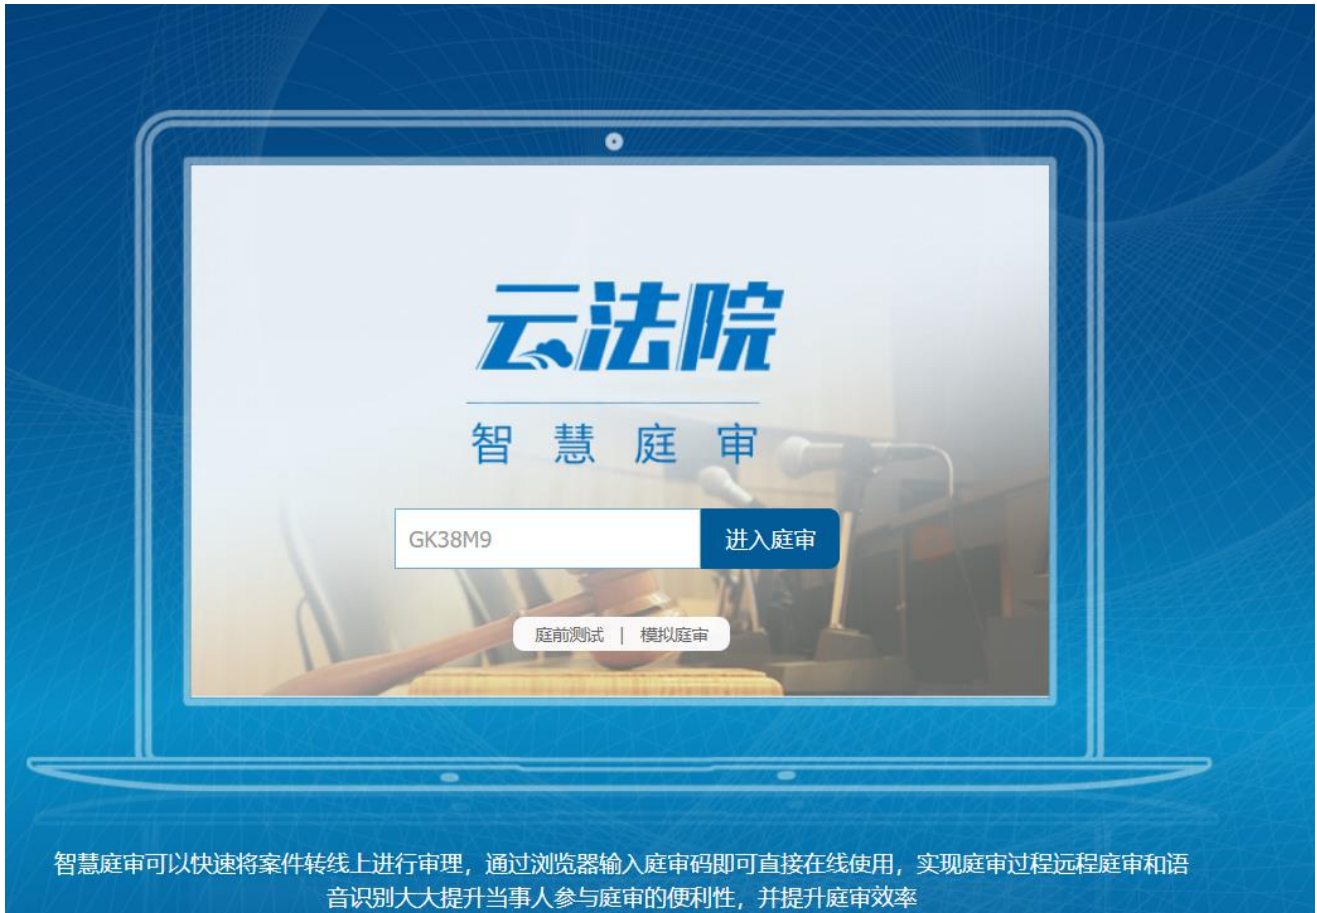 云法院
智慧庭审
GK38M9
进入庭审
庭前测试 | 模拟庭审
智慧庭审可以快速将案件转线上进行审理，通过浏览器输入庭审码即可直接在线使用，实现庭审过程远程庭审和语
音识别大大提升当事人参与庭审的便利性，并提升庭审效率